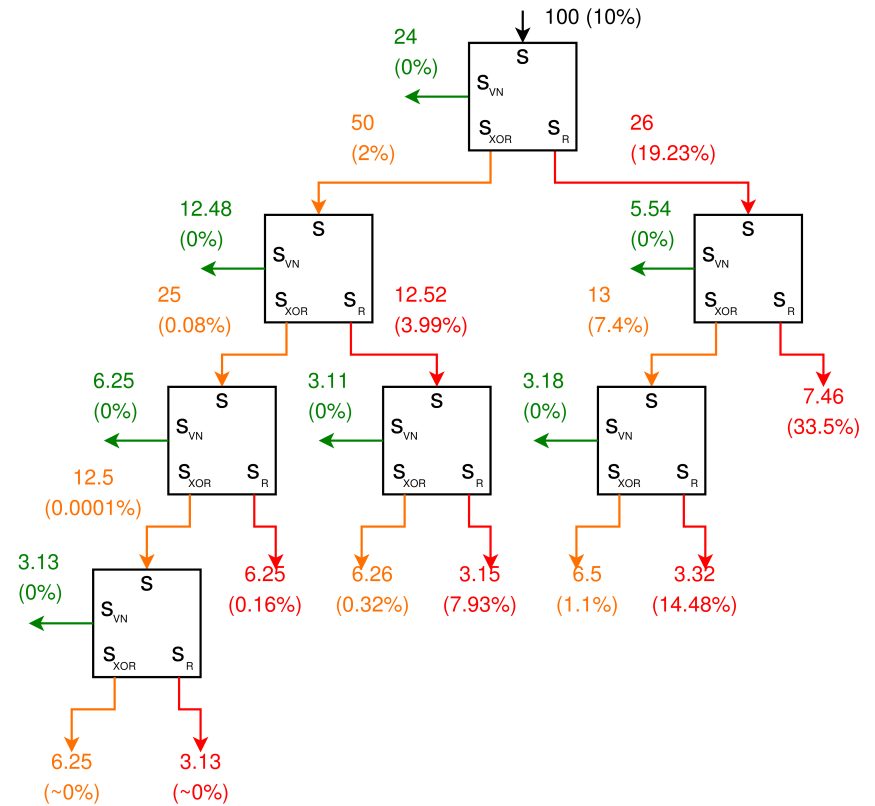 100 (10%)
24
(0%)
S
S_VN
S_XOR S_R
50
(2%)
26
(19.23%)
12.48
(0%)
S
S_VN
S_XOR S_R
5.54
(0%)
S
S_VN
S_XOR S_R
25
(0.08%)
12.52
(3.99%)
13
(7.4%)
6.25
(0%)
S
S_VN
S_XOR S_R
3.11
(0%)
S
S_VN
S_XOR S_R
3.18
(0%)
S
S_VN
S_XOR S_R
7.46
(33.5%)
12.5
(0.0001%)
3.13
(0%)
S
S_VN
S_XOR S_R
6.25
(0.16%)
6.26
(0.32%)
3.15
(7.93%)
6.5
(1.1%)
3.32
(14.48%)
6.25
(~0%)
3.13
(~0%)